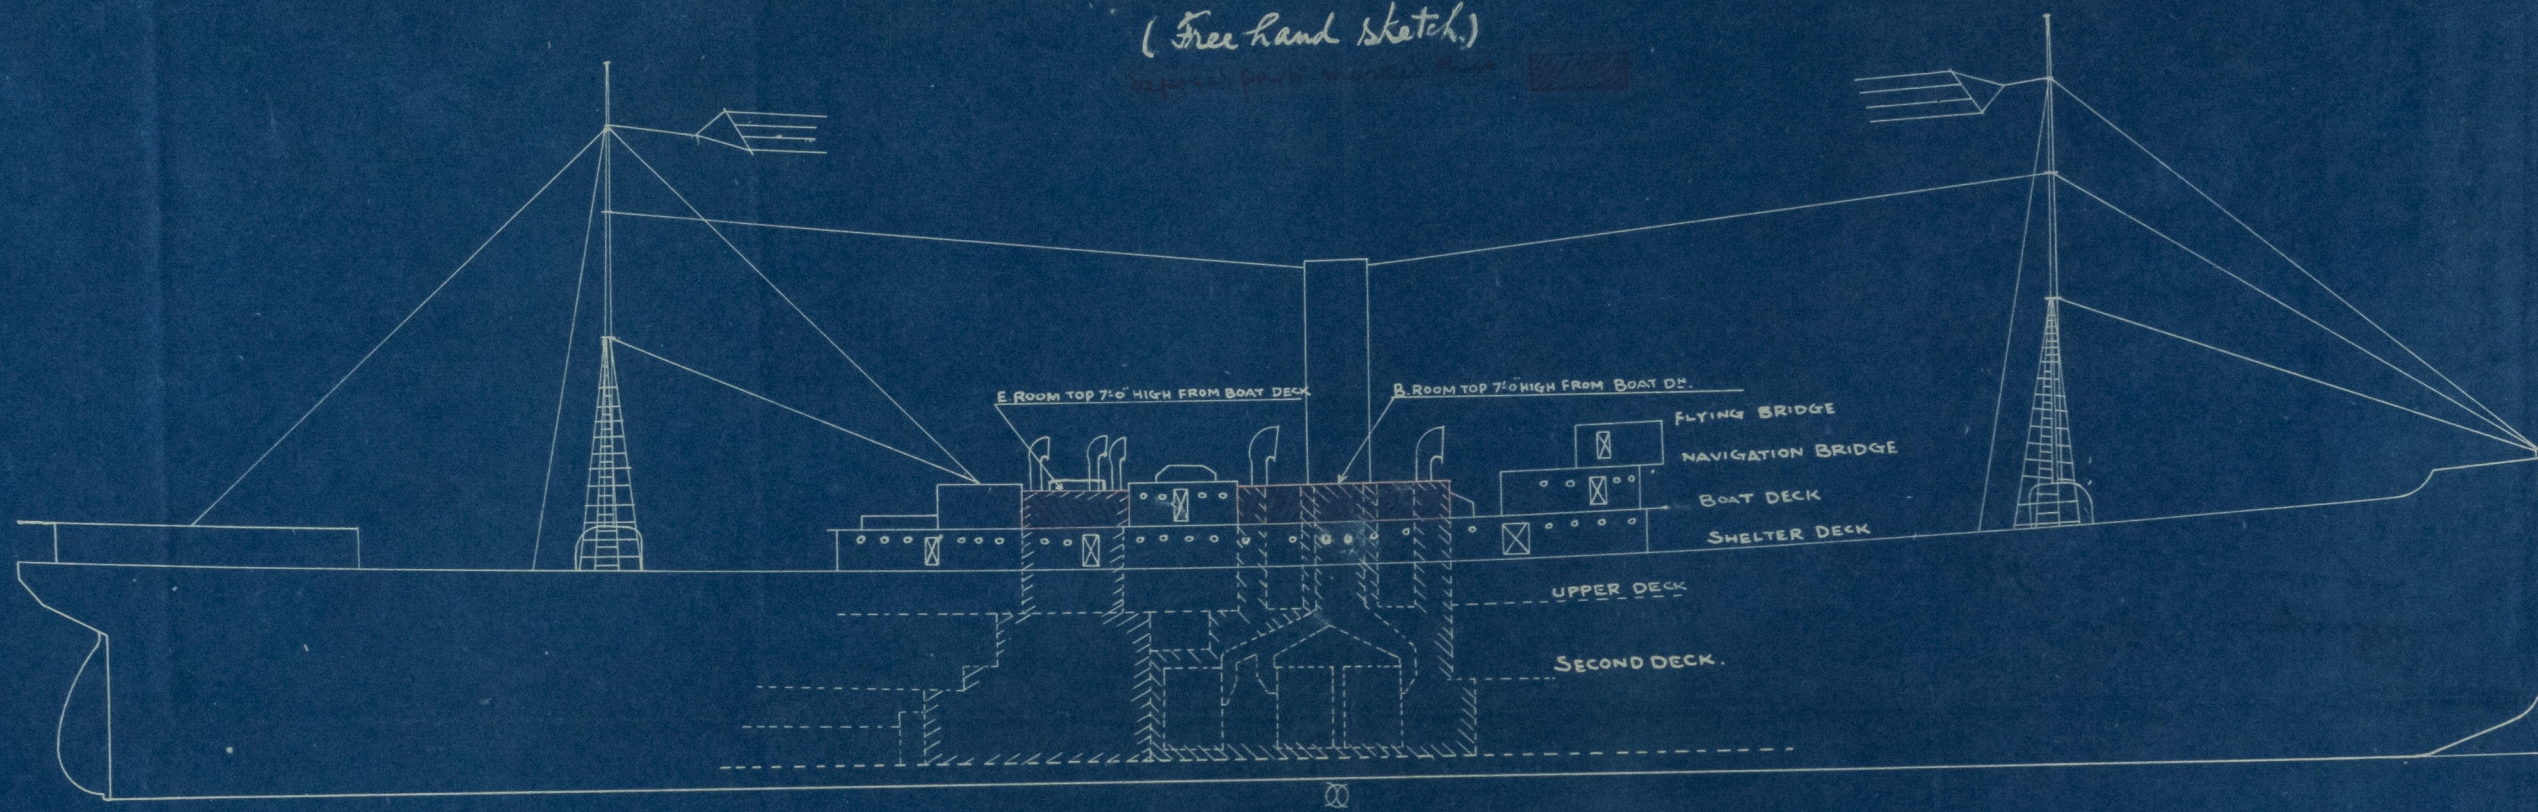 (Free hand sketch.)
E. ROOM TOP 7'-0" HIGH FROM BOAT DECK
B. ROOM TOP 7'-0" HIGH FROM BOAT DK.
FLYING BRIDGE
NAVIGATION BRIDGE
BOAT DECK
SHELTER DECK
UPPER DECK
SECOND DECK.